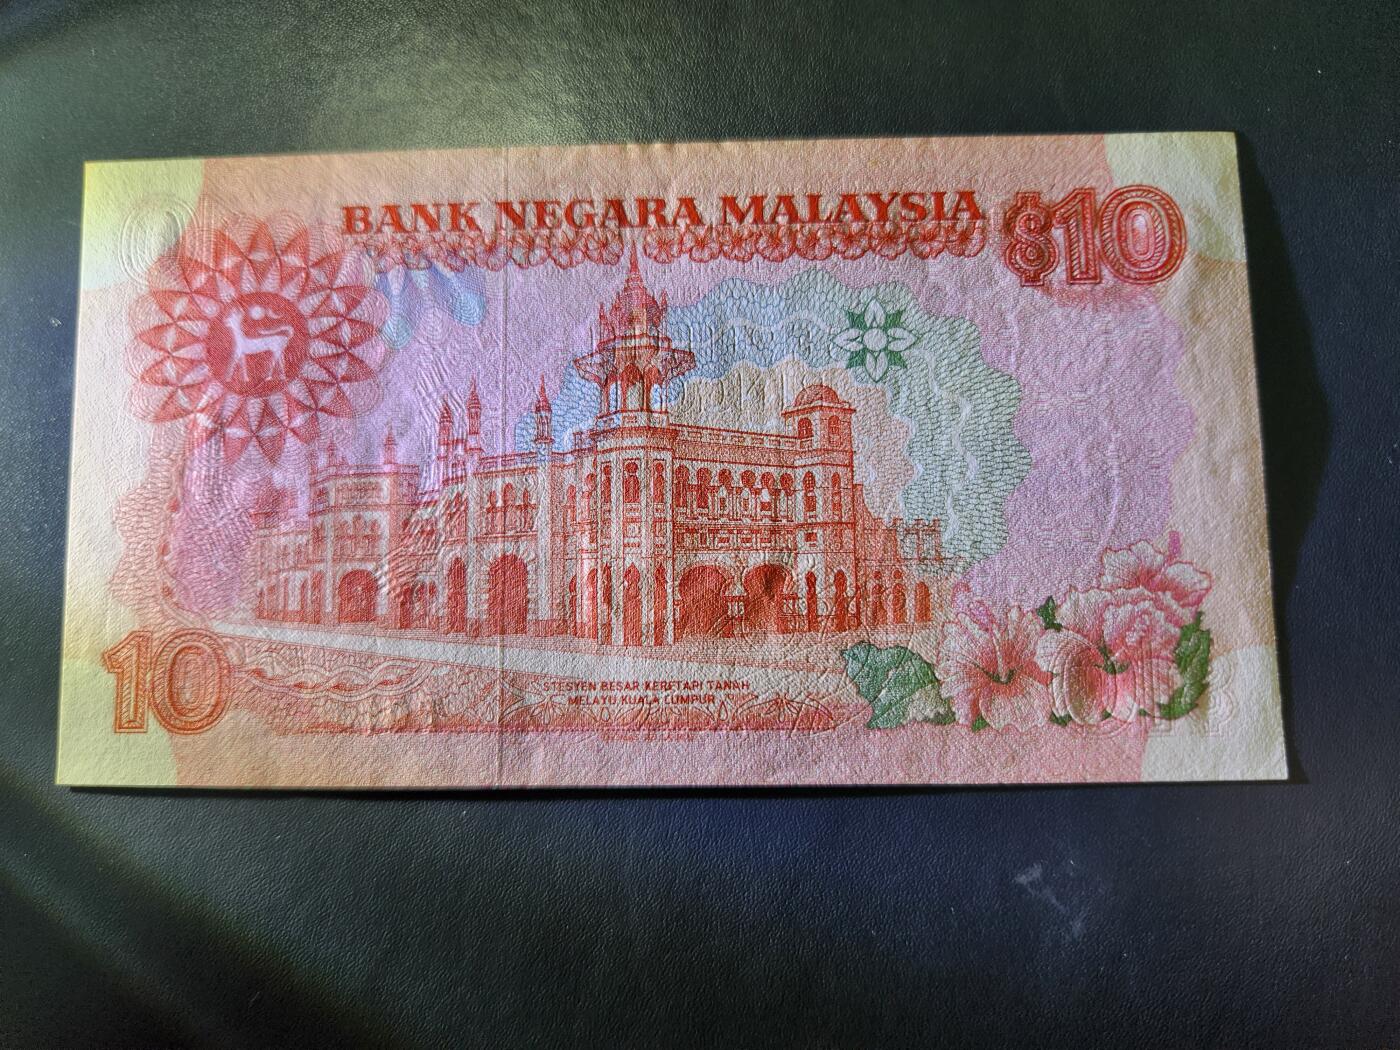 BANK NEGARA MALAYSIA
$10
10
STESYEN BESAR KERETAPI TANAH
MELAYU KUALA LUMPUR